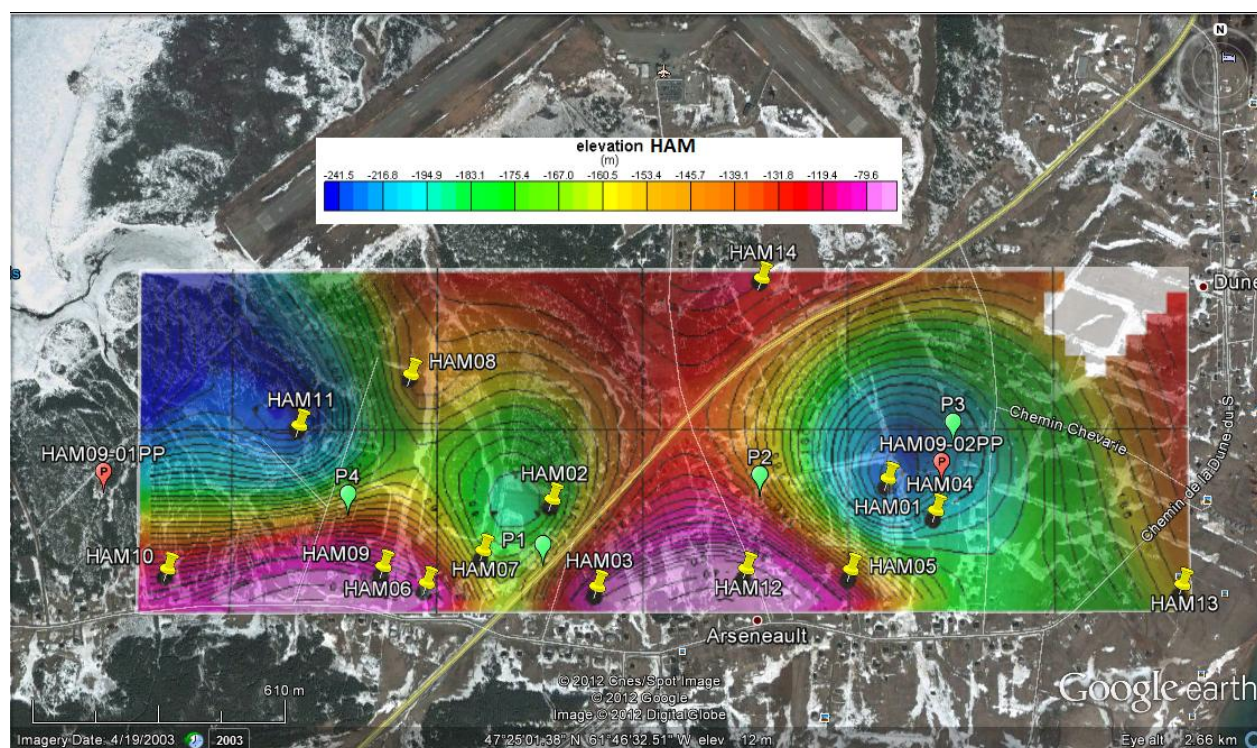 N
elevation HAM
(m)
-241.5 -216.8 -194.9 -183.1 -175.4 -167.0 -160.5 -153.4 -145.7 -139.1 -131.8 -119.4 -79.6
HAM14
Dune
ls
HAM08
HAM11
P3
Chemin Chevarie
HAM09-01PP
P
HAM09-02PP
P
P4
HAM02
P2
HAM04
HAM01
Chemin de la Dune du S
P1
HAM10
HAM09
HAM06
HAM07
HAM03
HAM12
HAM05
HAM13
Arseneault
610 m
© 2012 Cnes/Spot Image
© 2012 Google
Image © 2012 DigitalGlobe
Google earth
Imagery Date: 4/19/2003 2003 47°25'01.38" N 61°46'32.51" W elev 12 m Eye alt 2.66 km